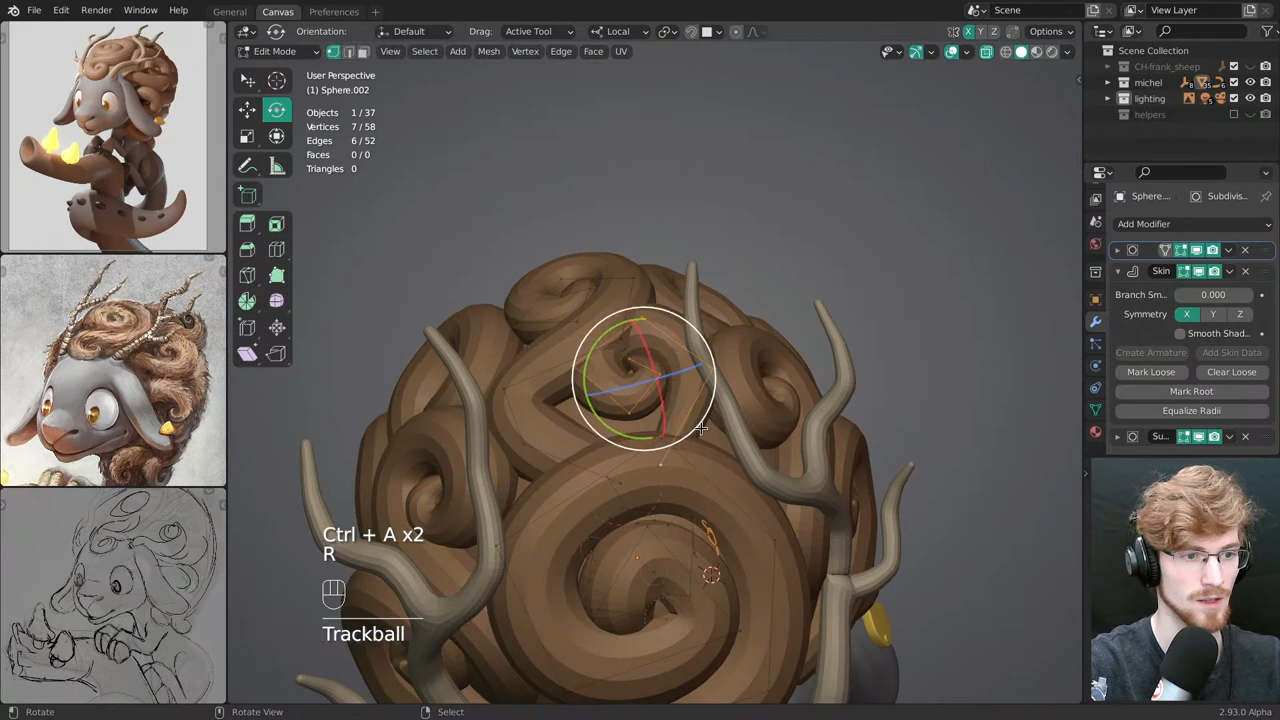 File Edit Render Window Help General Canvas Preferences + Scene View Layer
Orientation: Default Drag: Active Tool Local X Y Z Options
Edit Mode View Select Add Mesh Vertex Edge Face UV
User Perspective
(1) Sphere.002
Objects 1 / 37
Vertices 7 / 58
Edges 6 / 52
Faces 0 / 0
Triangles 0
Scene Collection
CH-frank_sheep
michel
lighting
helpers
Sphere.... Subdivis...
Add Modifier
Skin
Branch Sm... 0.000
Symmetry X Y Z
Smooth Shad...
Create Armature Add Skin Data
Mark Loose Clear Loose
Mark Root
Equalize Radii
Su...
Ctrl + A x2
R
Trackball
Rotate Rotate View Select 2.93.0 Alpha